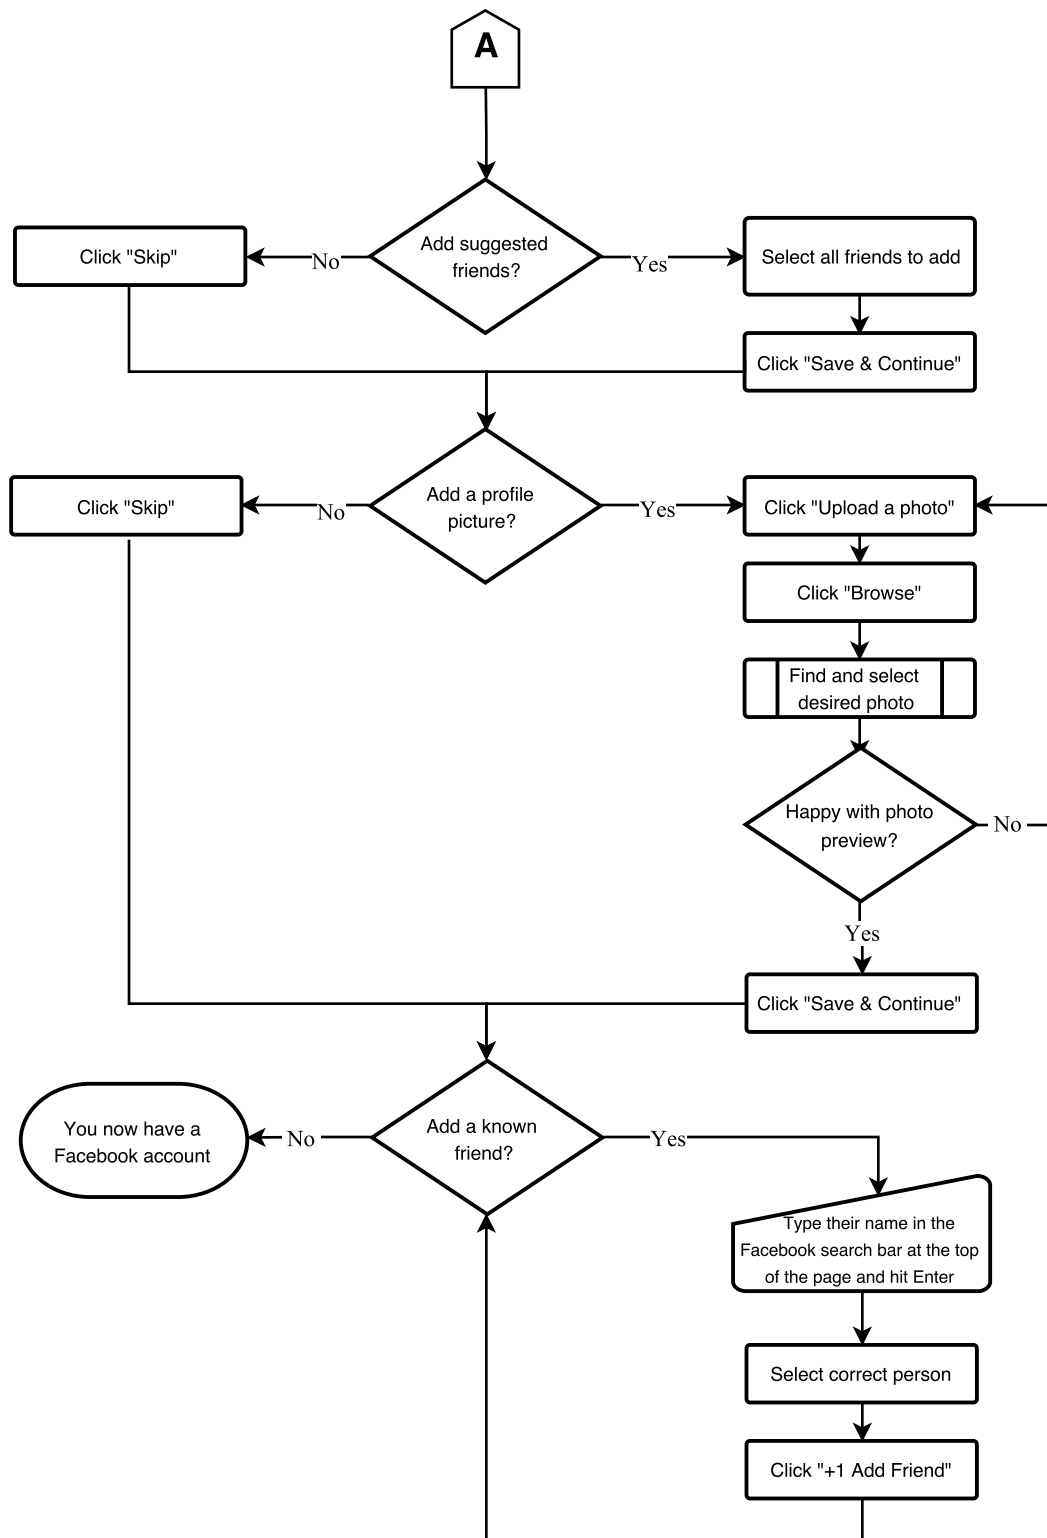 A
Add suggested
friends?
No
Yes
Click "Skip"
Select all friends to add
Click "Save & Continue"
Add a profile
picture?
No
Yes
Click "Skip"
Click "Upload a photo"
Click "Browse"
Find and select
desired photo
Happy with photo
preview?
No
Yes
Click "Save & Continue"
Add a known
friend?
No
Yes
You now have a
Facebook account
Type their name in the
Facebook search bar at the top
of the page and hit Enter
Select correct person
Click "+1 Add Friend"